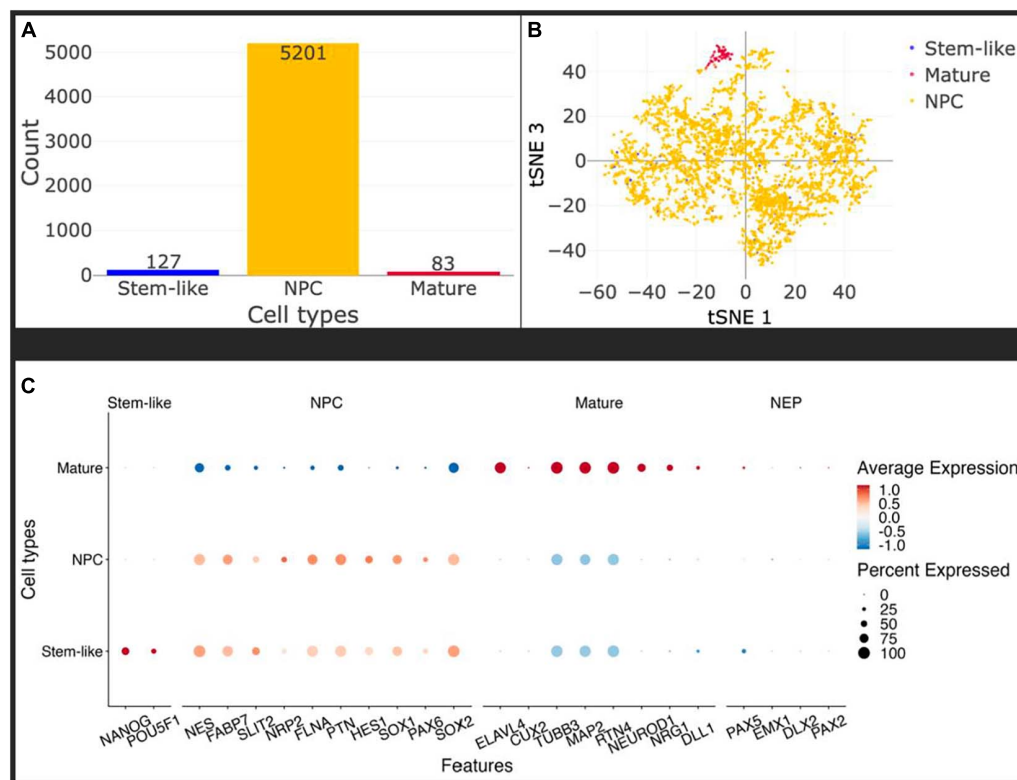 A
5000
4000
3000
2000
1000
0
Count
5201
127
83
Stem-like NPC Mature
Cell types
B
Stem-like
Mature
NPC
40
20
0
−20
−40
tSNE 3
−60 −40 −20 0 20 40
tSNE 1
C
Stem-like NPC Mature NEP
Mature
NPC
Stem-like
Cell types
NANOG POU5F1 NES FABP7 SLIT2 NRP2 FLNA PTN HES1 SOX1 PAX6 SOX2 ELAVL4 CUX2 TUBB3 MAP2 RTN4 NEUROD1 NRG1 DLL1 PAX5 EMX1 DLX2 PAX2
Features
Average Expression
1.0
0.5
0.0
-0.5
-1.0
Percent Expressed
0
25
50
75
100